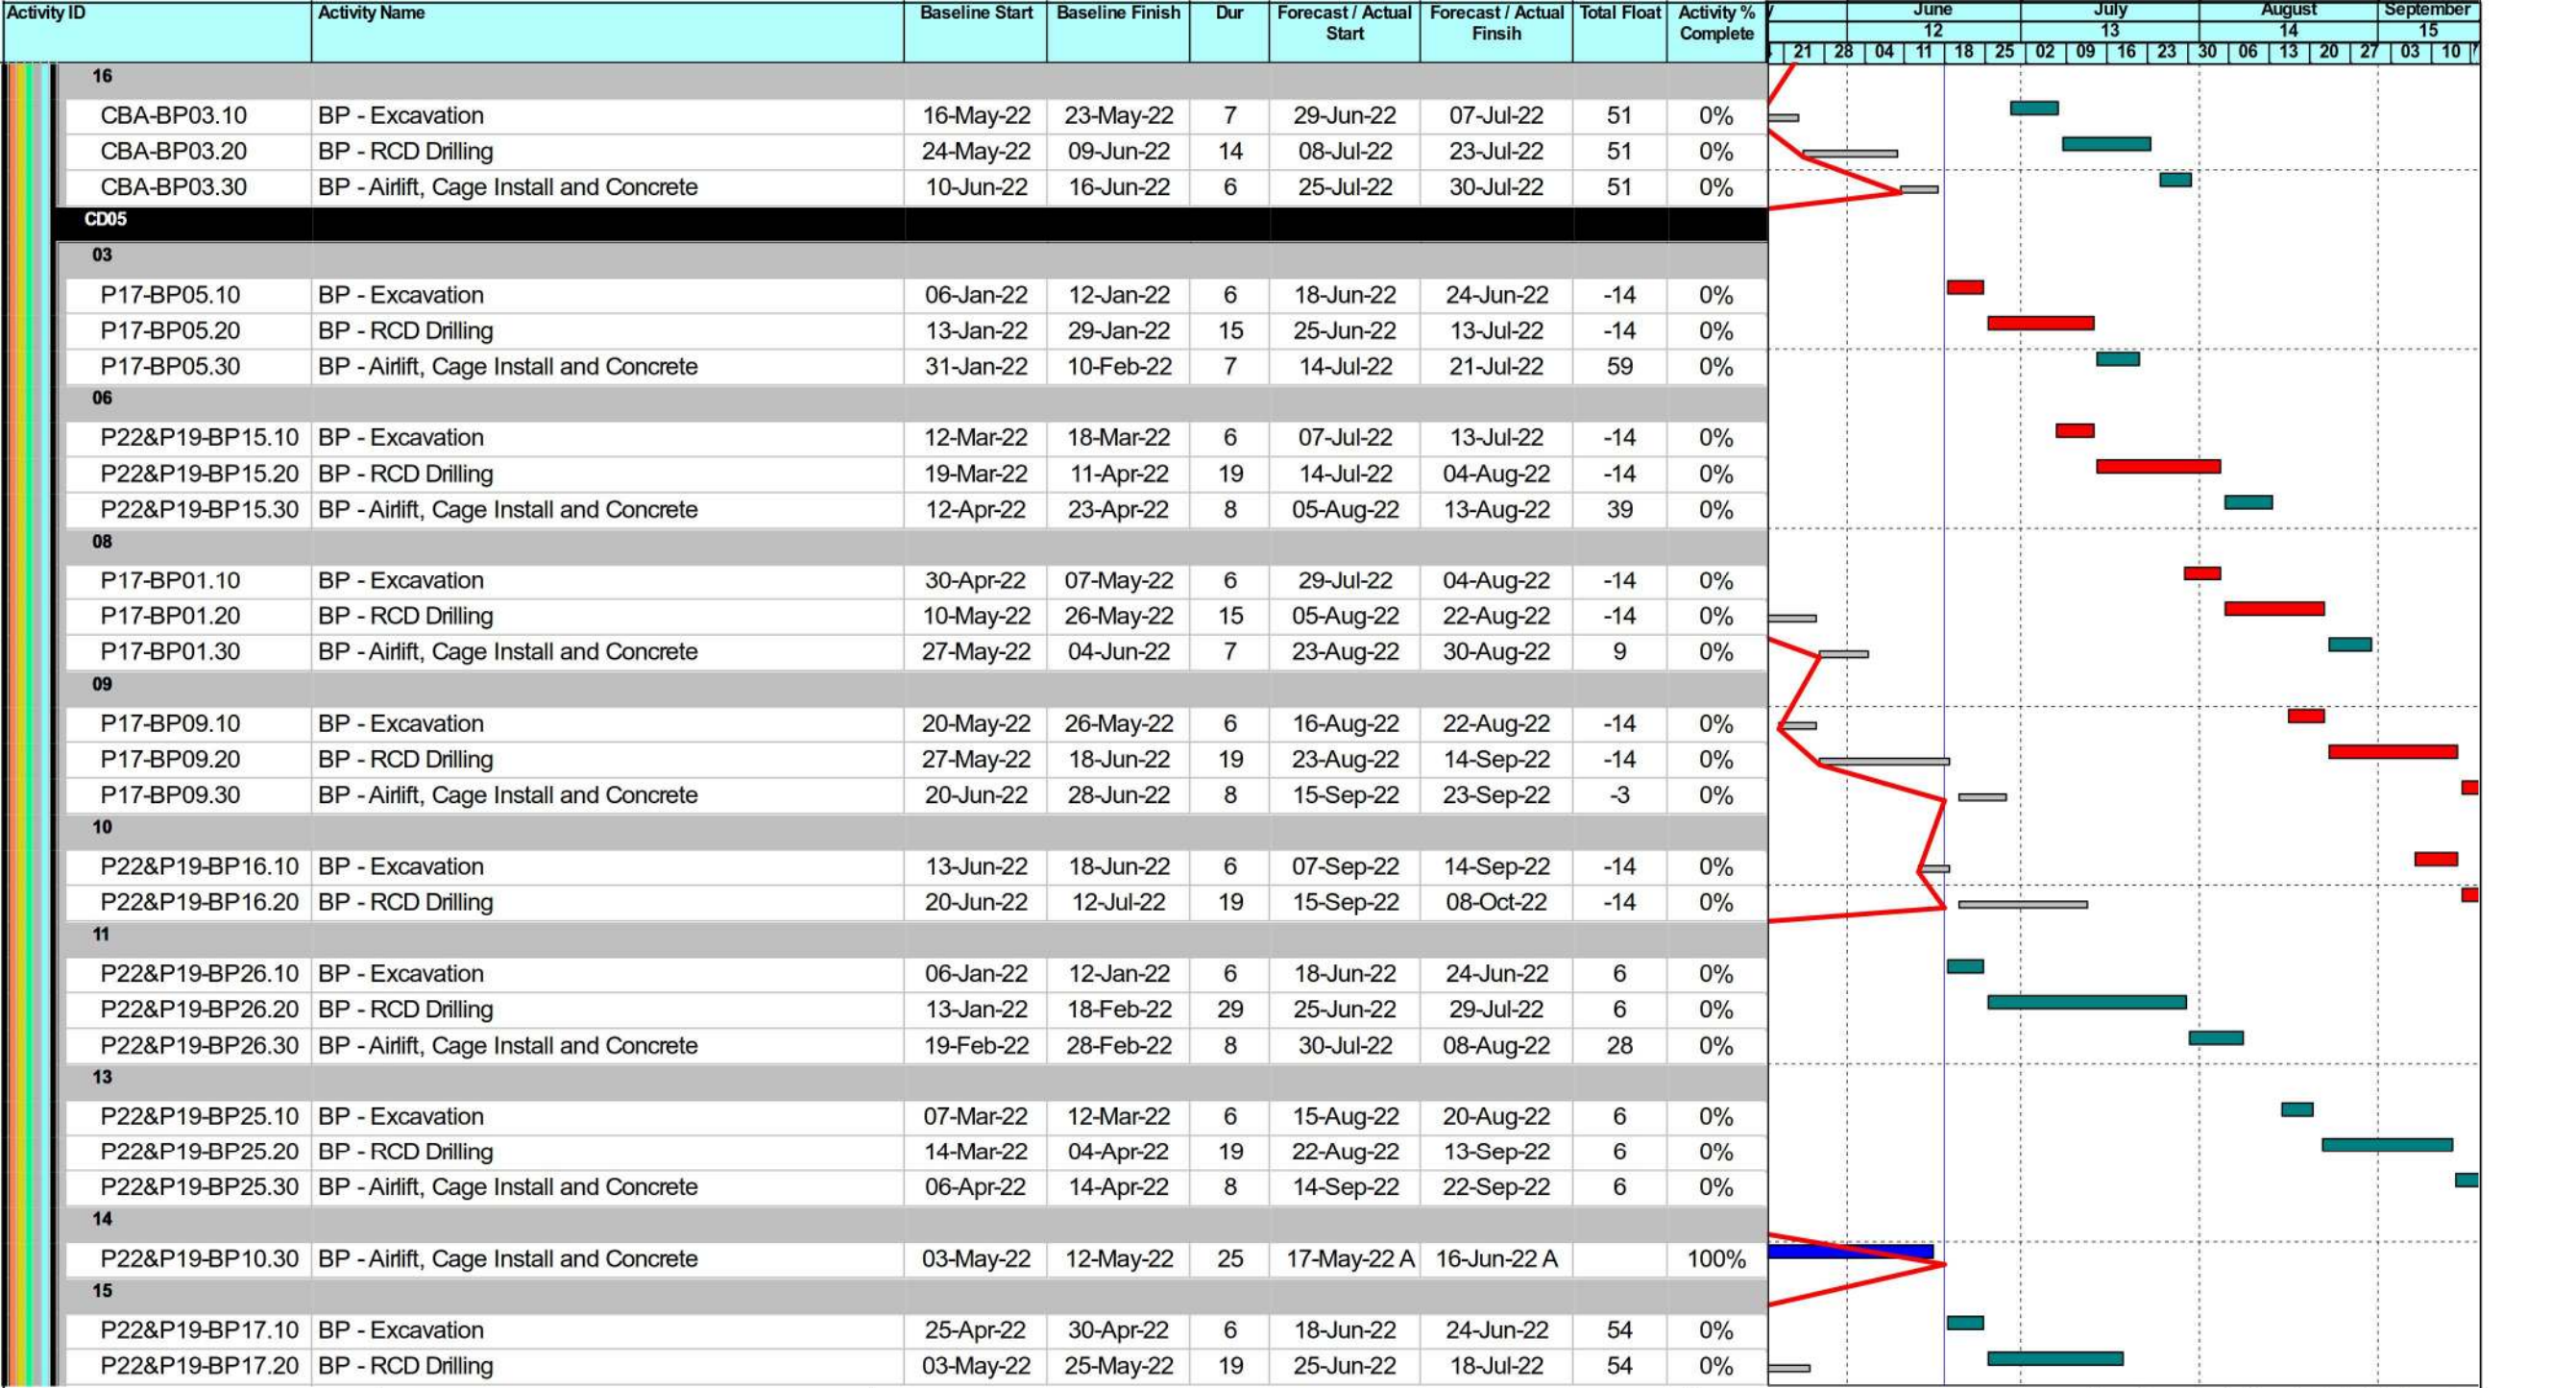 Activity ID Activity Name Baseline Start Baseline Finish Dur Forecast / Actual Start Forecast / Actual Finsih Total Float Activity % Complete
June July August September
12 13 14 15
21 28 04 11 18 25 02 09 16 23 30 06 13 20 27 03 10
16
CBA-BP03.10 BP - Excavation 16-May-22 23-May-22 7 29-Jun-22 07-Jul-22 51 0%
CBA-BP03.20 BP - RCD Drilling 24-May-22 09-Jun-22 14 08-Jul-22 23-Jul-22 51 0%
CBA-BP03.30 BP - Airlift, Cage Install and Concrete 10-Jun-22 16-Jun-22 6 25-Jul-22 30-Jul-22 51 0%
CD05
03
P17-BP05.10 BP - Excavation 06-Jan-22 12-Jan-22 6 18-Jun-22 24-Jun-22 -14 0%
P17-BP05.20 BP - RCD Drilling 13-Jan-22 29-Jan-22 15 25-Jun-22 13-Jul-22 -14 0%
P17-BP05.30 BP - Airlift, Cage Install and Concrete 31-Jan-22 10-Feb-22 7 14-Jul-22 21-Jul-22 59 0%
06
P22&P19-BP15.10 BP - Excavation 12-Mar-22 18-Mar-22 6 07-Jul-22 13-Jul-22 -14 0%
P22&P19-BP15.20 BP - RCD Drilling 19-Mar-22 11-Apr-22 19 14-Jul-22 04-Aug-22 -14 0%
P22&P19-BP15.30 BP - Airlift, Cage Install and Concrete 12-Apr-22 23-Apr-22 8 05-Aug-22 13-Aug-22 39 0%
08
P17-BP01.10 BP - Excavation 30-Apr-22 07-May-22 6 29-Jul-22 04-Aug-22 -14 0%
P17-BP01.20 BP - RCD Drilling 10-May-22 26-May-22 15 05-Aug-22 22-Aug-22 -14 0%
P17-BP01.30 BP - Airlift, Cage Install and Concrete 27-May-22 04-Jun-22 7 23-Aug-22 30-Aug-22 9 0%
09
P17-BP09.10 BP - Excavation 20-May-22 26-May-22 6 16-Aug-22 22-Aug-22 -14 0%
P17-BP09.20 BP - RCD Drilling 27-May-22 18-Jun-22 19 23-Aug-22 14-Sep-22 -14 0%
P17-BP09.30 BP - Airlift, Cage Install and Concrete 20-Jun-22 28-Jun-22 8 15-Sep-22 23-Sep-22 -3 0%
10
P22&P19-BP16.10 BP - Excavation 13-Jun-22 18-Jun-22 6 07-Sep-22 14-Sep-22 -14 0%
P22&P19-BP16.20 BP - RCD Drilling 20-Jun-22 12-Jul-22 19 15-Sep-22 08-Oct-22 -14 0%
11
P22&P19-BP26.10 BP - Excavation 06-Jan-22 12-Jan-22 6 18-Jun-22 24-Jun-22 6 0%
P22&P19-BP26.20 BP - RCD Drilling 13-Jan-22 18-Feb-22 29 25-Jun-22 29-Jul-22 6 0%
P22&P19-BP26.30 BP - Airlift, Cage Install and Concrete 19-Feb-22 28-Feb-22 8 30-Jul-22 08-Aug-22 28 0%
13
P22&P19-BP25.10 BP - Excavation 07-Mar-22 12-Mar-22 6 15-Aug-22 20-Aug-22 6 0%
P22&P19-BP25.20 BP - RCD Drilling 14-Mar-22 04-Apr-22 19 22-Aug-22 13-Sep-22 6 0%
P22&P19-BP25.30 BP - Airlift, Cage Install and Concrete 06-Apr-22 14-Apr-22 8 14-Sep-22 22-Sep-22 6 0%
14
P22&P19-BP10.30 BP - Airlift, Cage Install and Concrete 03-May-22 12-May-22 25 17-May-22 A 16-Jun-22 A 100%
15
P22&P19-BP17.10 BP - Excavation 25-Apr-22 30-Apr-22 6 18-Jun-22 24-Jun-22 54 0%
P22&P19-BP17.20 BP - RCD Drilling 03-May-22 25-May-22 19 25-Jun-22 18-Jul-22 54 0%